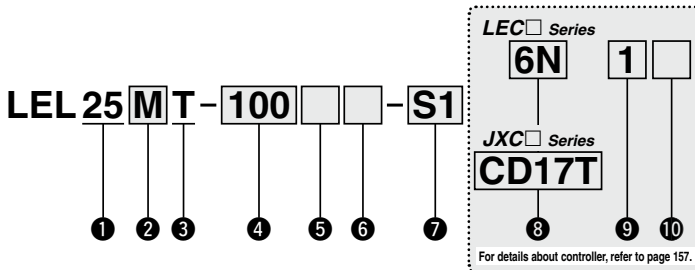 LEC□ Series
6N 1
LEL 25 M T - 100 - S1
JXC□ Series
CD17T
❶ ❷ ❸ ❹ ❺ ❻ ❼ ❽ ❾ ❿
For details about controller, refer to page 157.